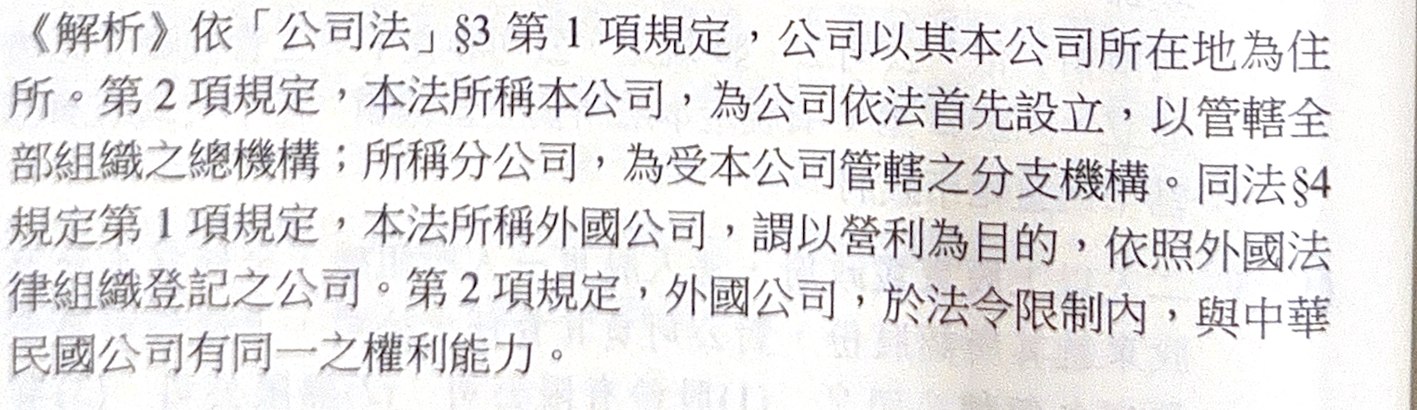 《解析》依「公司法」§3 第 1 項規定，公司以其本公司所在地為住
所。第 2 項規定，本法所稱本公司，為公司依法首先設立，以管轄全
部組織之總機構；所稱分公司，為受本公司管轄之分支機構。同法§4
規定第 1 項規定，本法所稱外國公司，謂以營利為目的，依照外國法
律組織登記之公司。第 2 項規定，外國公司，於法令限制內，與中華
民國公司有同一之權利能力。